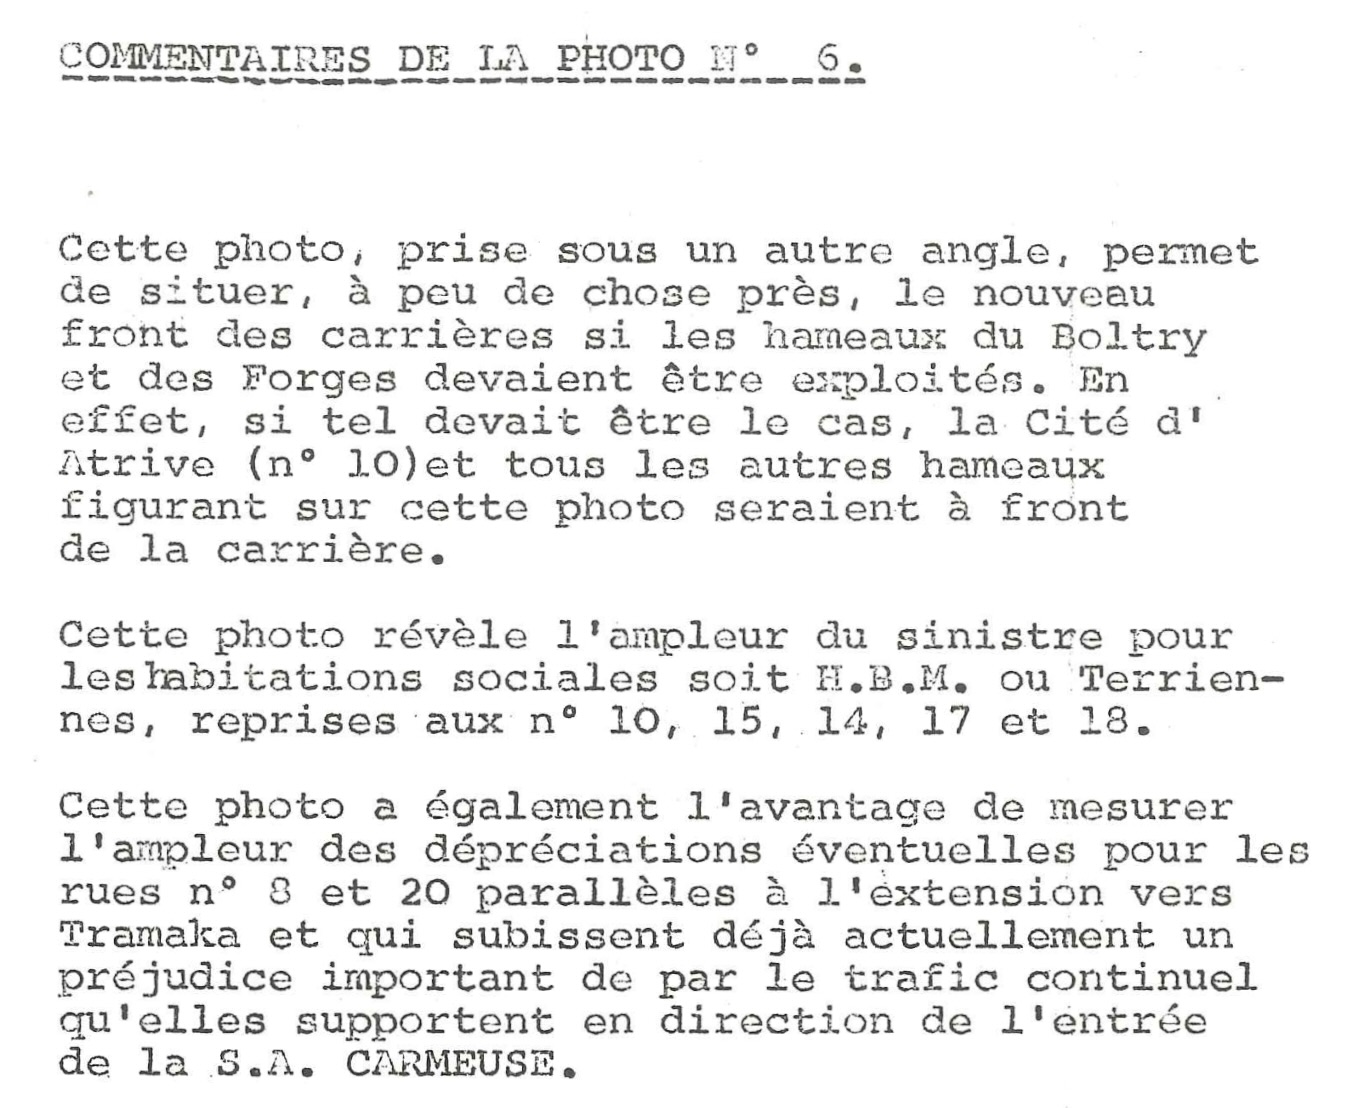 COMMENTAIRES DE LA PHOTO N° 6.
Cette photo, prise sous un autre angle, permet
de situer, à peu de chose près, le nouveau
front des carrières si les hameaux du Boltry
et des Forges devaient être exploités. En
effet, si tel devait être le cas, la Cité d'
Atrive (n° 10)et tous les autres hameaux
figurant sur cette photo seraient à front
de la carrière.
Cette photo révèle l'ampleur du sinistre pour
les habitations sociales soit H.B.M. ou Terrien-
nes, reprises aux n° 10, 15, 14, 17 et 18.
Cette photo a également l'avantage de mesurer
l'ampleur des dépréciations éventuelles pour les
rues n° 8 et 20 parallèles à l'extension vers
Tramaka et qui subissent déjà actuellement un
préjudice important de par le trafic continuel
qu'elles supportent en direction de l'entrée
de la S.A. CARMEUSE.